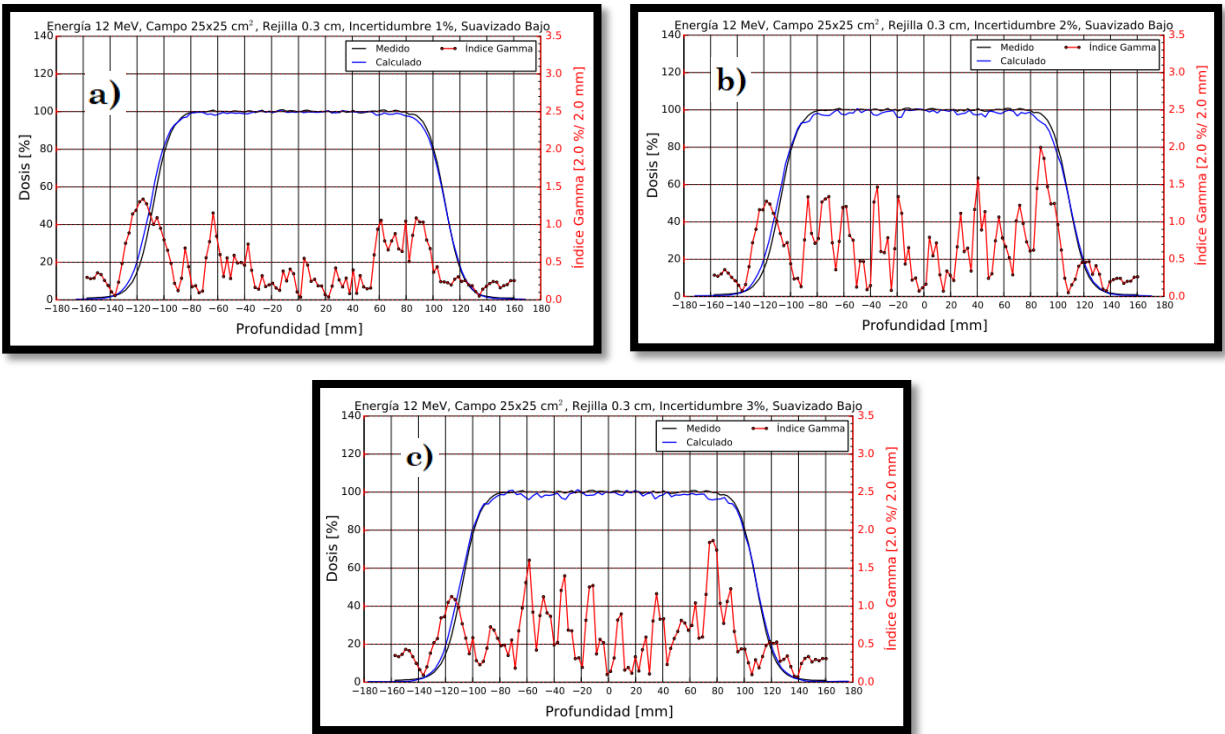 Energía 12 MeV, Campo 25x25 cm², Rejilla 0.3 cm, Incertidumbre 1%, Suavizado Bajo
a)
Medido
Calculado
Índice Gamma
Dosis [%]
0 20 40 60 80 100 120 140
Índice Gamma [2.0 %/ 2.0 mm]
0.0 0.5 1.0 1.5 2.0 2.5 3.0 3.5
−180 −160 −140 −120 −100 −80 −60 −40 −20 0 20 40 60 80 100 120 140 160 180
Profundidad [mm]
Energía 12 MeV, Campo 25x25 cm², Rejilla 0.3 cm, Incertidumbre 2%, Suavizado Bajo
b)
Medido
Calculado
Índice Gamma
Dosis [%]
0 20 40 60 80 100 120 140
Índice Gamma [2.0 %/ 2.0 mm]
0.0 0.5 1.0 1.5 2.0 2.5 3.0 3.5
−180 −160 −140 −120 −100 −80 −60 −40 −20 0 20 40 60 80 100 120 140 160 180
Profundidad [mm]
Energía 12 MeV, Campo 25x25 cm², Rejilla 0.3 cm, Incertidumbre 3%, Suavizado Bajo
c)
Medido
Calculado
Índice Gamma
Dosis [%]
0 20 40 60 80 100 120 140
Índice Gamma [2.0 %/ 2.0 mm]
0.0 0.5 1.0 1.5 2.0 2.5 3.0 3.5
−180 −160 −140 −120 −100 −80 −60 −40 −20 0 20 40 60 80 100 120 140 160 180
Profundidad [mm]